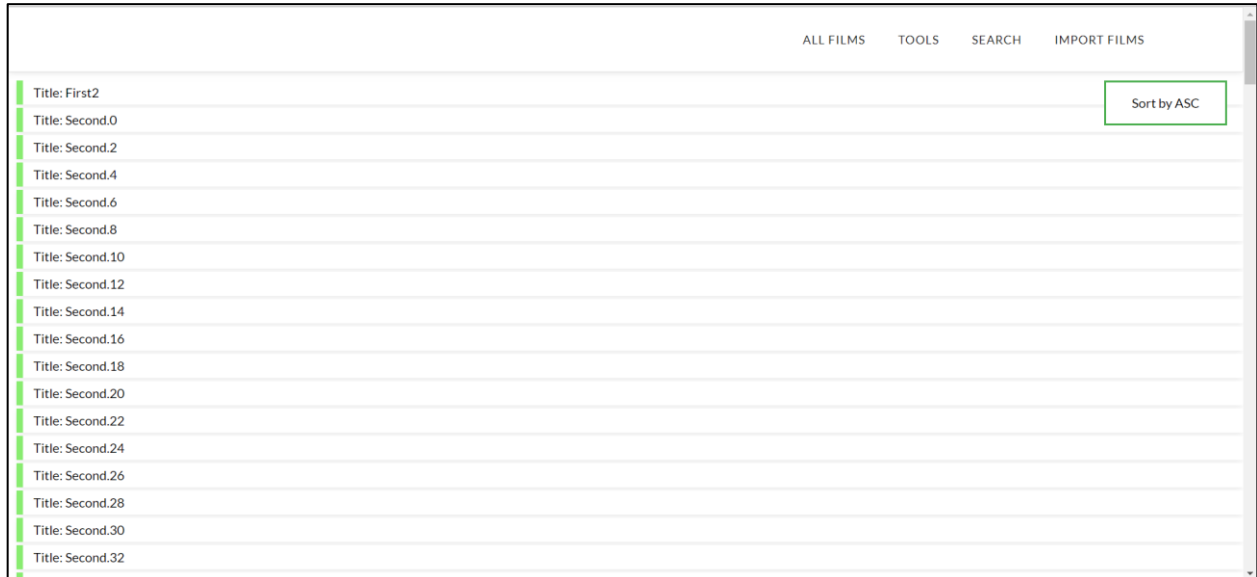 ALL FILMS TOOLS SEARCH IMPORT FILMS
Title: First2
Sort by ASC
Title: Second.0
Title: Second.2
Title: Second.4
Title: Second.6
Title: Second.8
Title: Second.10
Title: Second.12
Title: Second.14
Title: Second.16
Title: Second.18
Title: Second.20
Title: Second.22
Title: Second.24
Title: Second.26
Title: Second.28
Title: Second.30
Title: Second.32